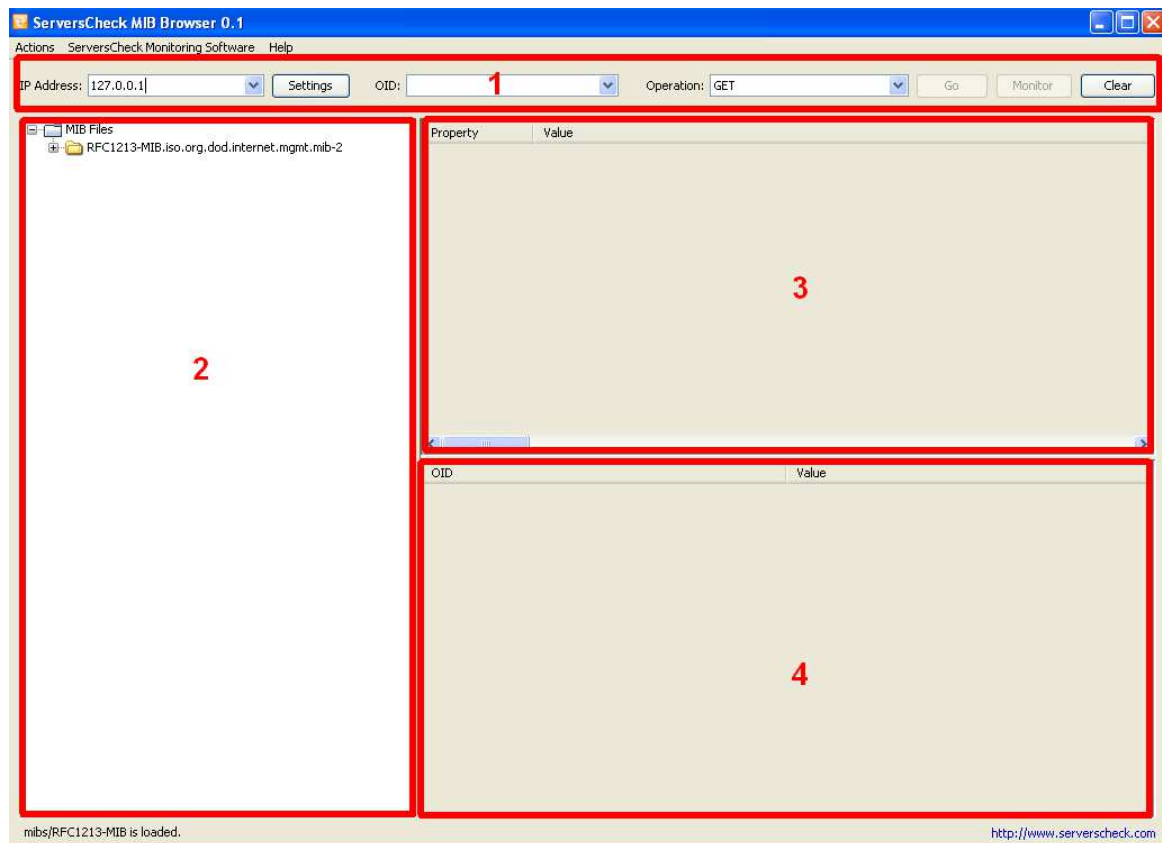 ServersCheck MIB Browser 0.1
Actions ServersCheck Monitoring Software Help
IP Address: 127.0.0.1 Settings OID: 1 Operation: GET Go Monitor Clear
MIB Files
RFC1213-MIB.iso.org.dod.internet.mgmt.mib-2
2
Property Value
3
OID Value
4
mibs/RFC1213-MIB is loaded.
http://www.serverscheck.com